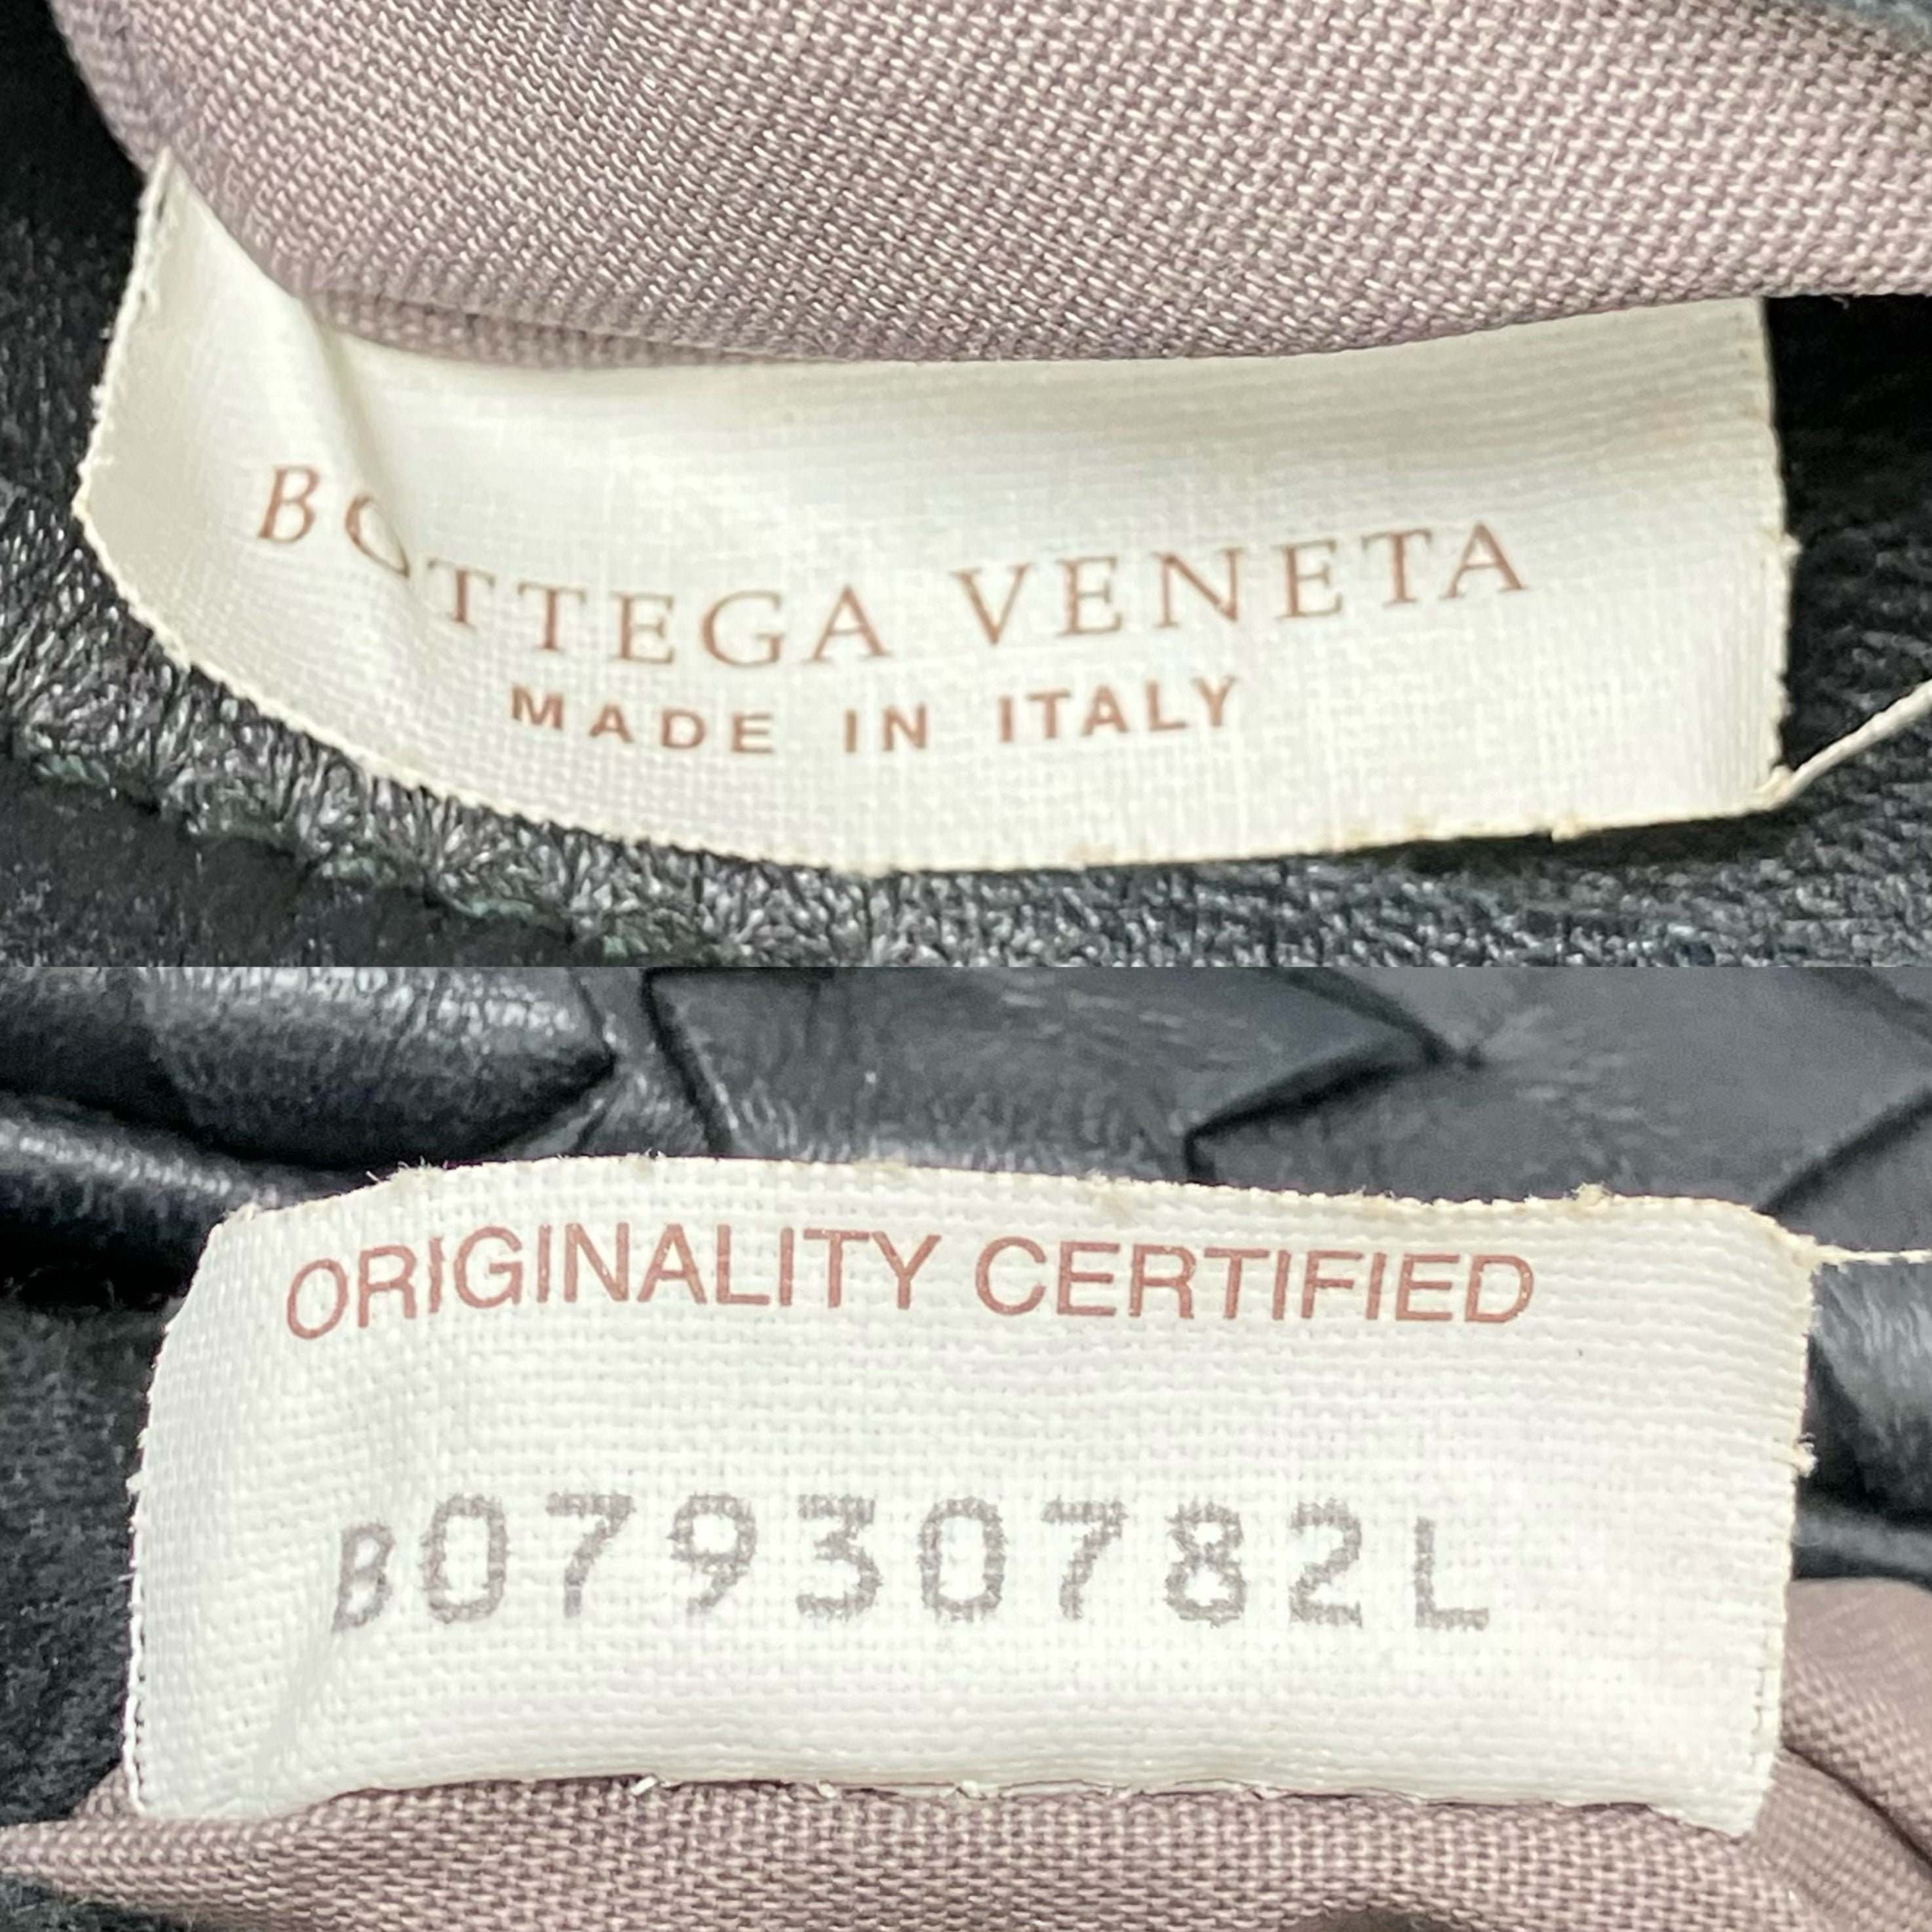 BOTTEGA VENETA
MADE IN ITALY
ORIGINALITY CERTIFIED
B07930782L